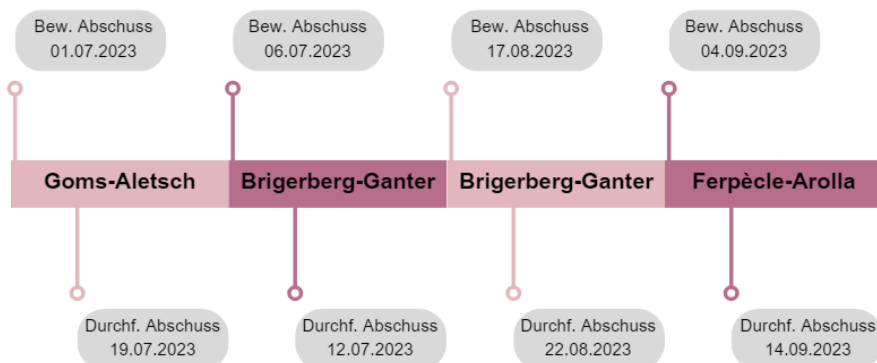 Bew. Abschuss
01.07.2023
Bew. Abschuss
06.07.2023
Bew. Abschuss
17.08.2023
Bew. Abschuss
04.09.2023
Goms-Aletsch
Brigerberg-Ganter
Brigerberg-Ganter
Ferpècle-Arolla
Durchf. Abschuss
19.07.2023
Durchf. Abschuss
12.07.2023
Durchf. Abschuss
22.08.2023
Durchf. Abschuss
14.09.2023